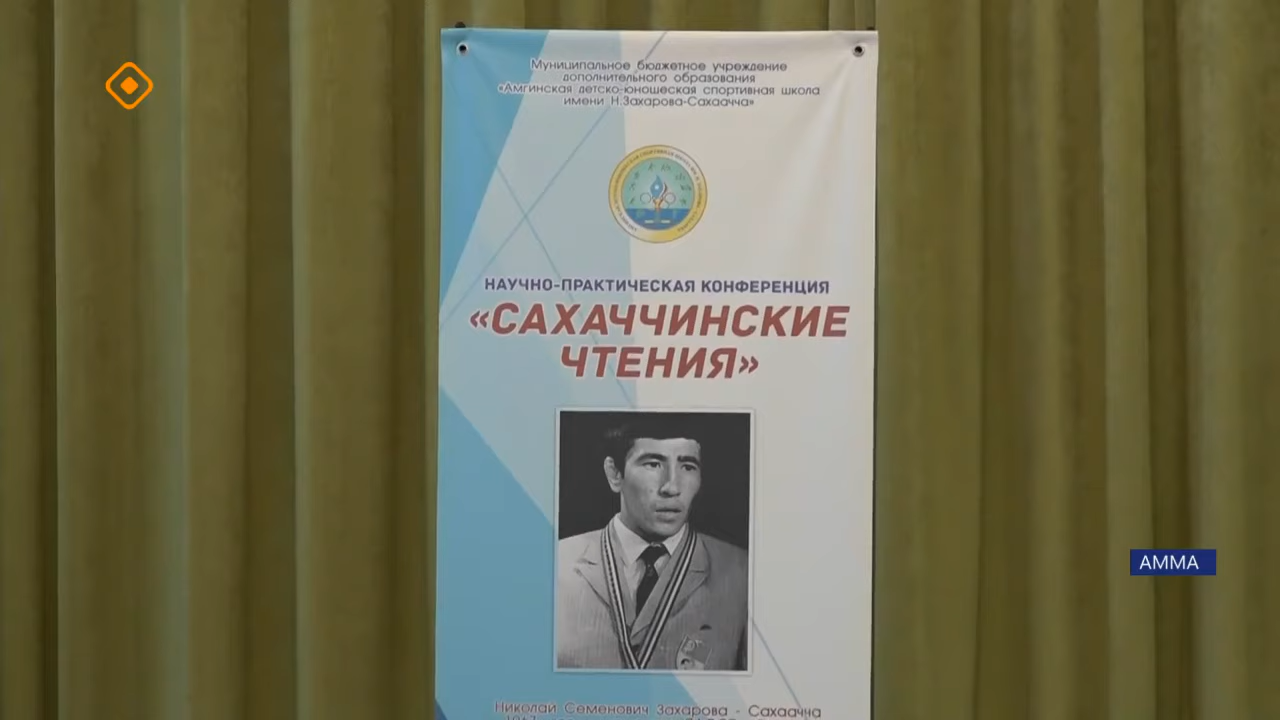 Муниципальное бюджетное учреждение
дополнительного образования
«Амгинская детско-юношеская спортивная школа
имени Н.Захарова-Сахаачча»
НАУЧНО-ПРАКТИЧЕСКАЯ КОНФЕРЕНЦИЯ
«САХАЧЧИНСКИЕ
ЧТЕНИЯ»
АММА
Николай Семенович Захарова - Сахаачча